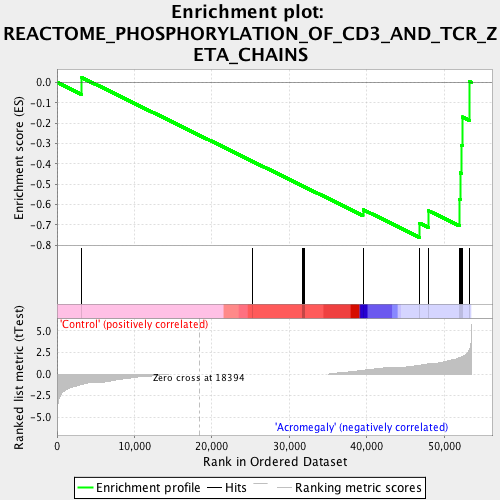 Enrichment plot:
REACTOME_PHOSPHORYLATION_OF_CD3_AND_TCR_Z
ETA_CHAINS
Enrichment score (ES)
0.0
-0.1
-0.2
-0.3
-0.4
-0.5
-0.6
-0.7
-0.8
Ranked list metric (tTest)
5.0
2.5
0.0
-2.5
-5.0
'Control' (positively correlated)
Zero cross at 18394
'Acromegaly' (negatively correlated)
0 10,000 20,000 30,000 40,000 50,000
Rank in Ordered Dataset
Enrichment profile Hits Ranking metric scores